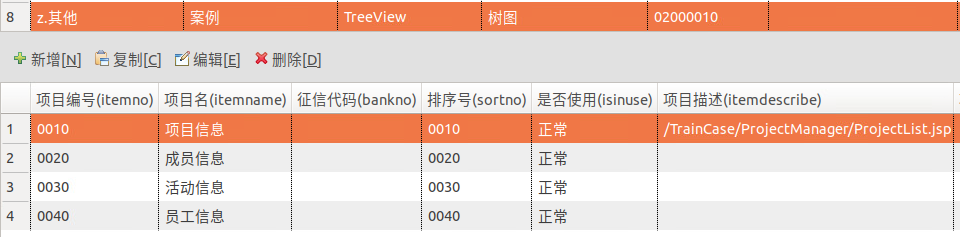 8 z.其他 案例 TreeView 树图 02000010
新增[N] 复制[C] 编辑[E] 删除[D]
项目编号(itemno) 项目名(itemname) 征信代码(bankno) 排序号(sortno) 是否使用(isinuse) 项目描述(itemdescribe)
1 0010 项目信息 0010 正常 /TrainCase/ProjectManager/ProjectList.jsp
2 0020 成员信息 0020 正常
3 0030 活动信息 0030 正常
4 0040 员工信息 0040 正常